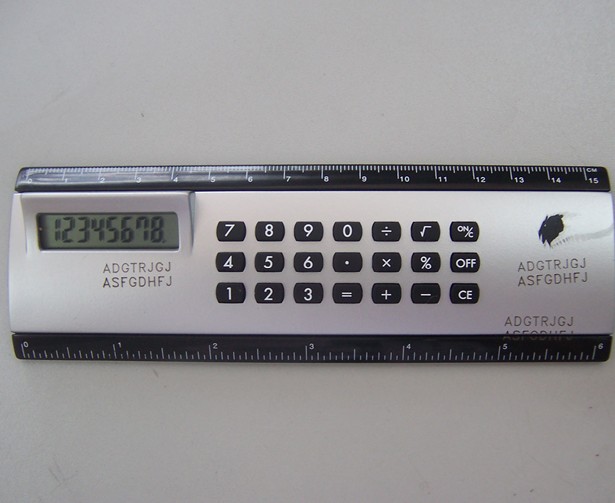 0 1 2 3 4 5 6 7 8 9 10 11 12 13 14 15 CM
12345678.
7 8 9 0 ÷ √ ON/C
4 5 6 · × % OFF
1 2 3 = + − CE
ADGTRJGJ
ASFGDHFJ
ADGTRJGJ
ASFGDHFJ
ADGTRJGJ
ASFGDHFJ
0 1 2 3 4 5 6